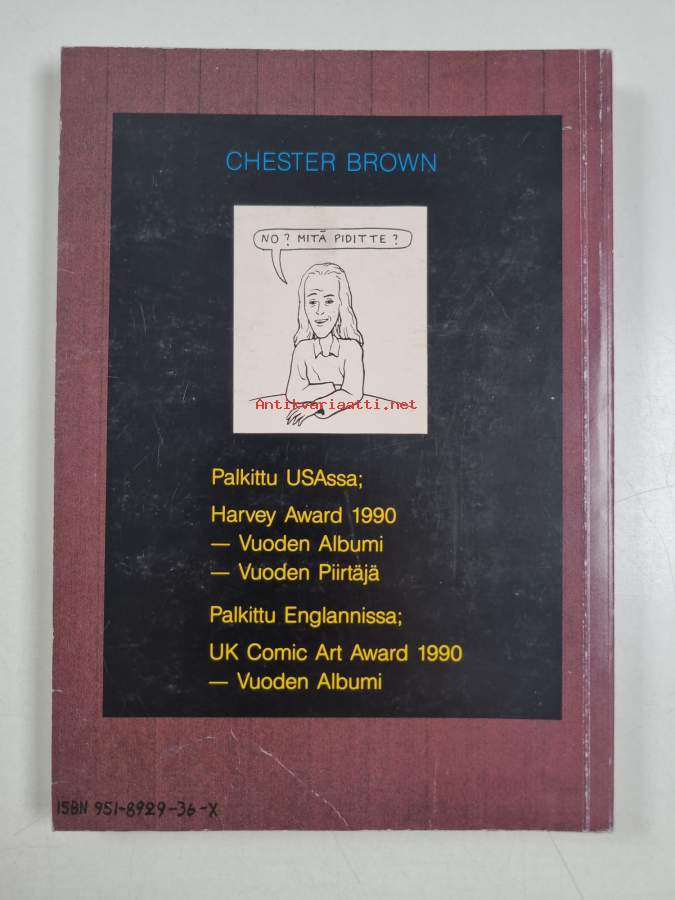 CHESTER BROWN
NO? MITÄ PIDITTE?
Antikvariaatti.net
Palkittu USAssa;
Harvey Award 1990
— Vuoden Albumi
— Vuoden Piirtäjä
Palkittu Englannissa;
UK Comic Art Award 1990
— Vuoden Albumi
ISBN 951-8929-36-X